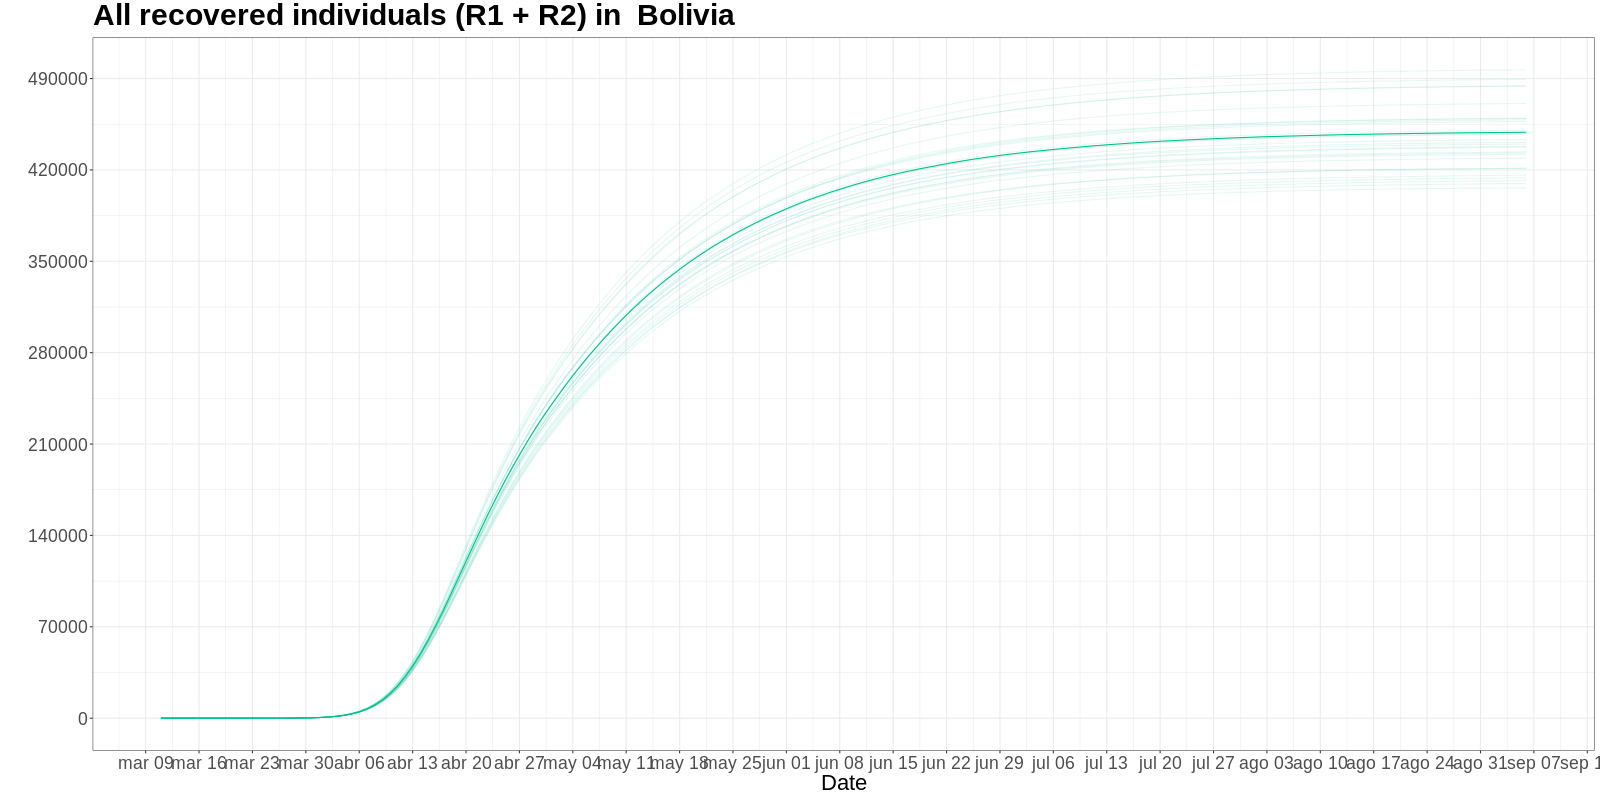 All recovered individuals (R1 + R2) in  Bolivia
490000
420000
350000
280000
210000
140000
70000
0
mar 09 mar 16 mar 23 mar 30 abr 06 abr 13 abr 20 abr 27 may 04 may 11 may 18 may 25 jun 01 jun 08 jun 15 jun 22 jun 29 jul 06 jul 13 jul 20 jul 27 ago 03 ago 10 ago 17 ago 24 ago 31 sep 07 sep 1
Date